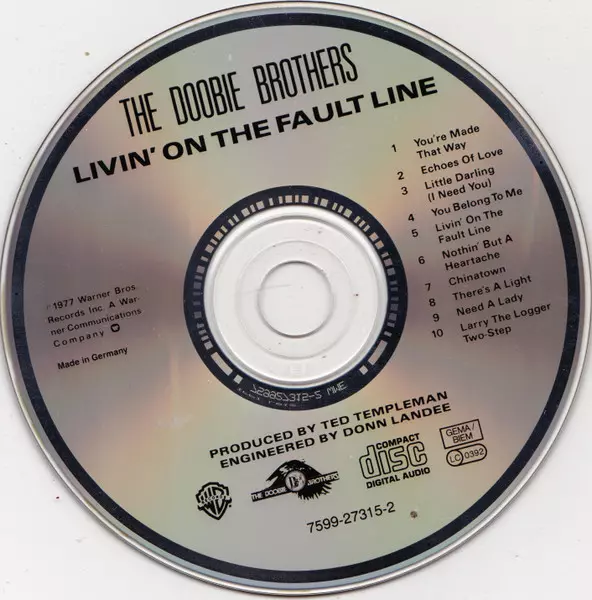 THE DOOBIE BROTHERS
LIVIN' ON THE FAULT LINE
1 You're Made
That Way
2 Echoes Of Love
3 Little Darling
(I Need You)
4 You Belong To Me
5 Livin' On The
Fault Line
6 Nothin' But A
Heartache
7 Chinatown
8 There's A Light
9 Need A Lady
10 Larry The Logger
Two-Step
℗ 1977 Warner Bros.
Records Inc. A War-
ner Communications
Company
Made in Germany
PRODUCED BY TED TEMPLEMAN
ENGINEERED BY DONN LANDEE
COMPACT
disc
DIGITAL AUDIO
GEMA/
BIEM
LC 0392
WB
THE DOOBIE BROTHERS
7599-27315-2